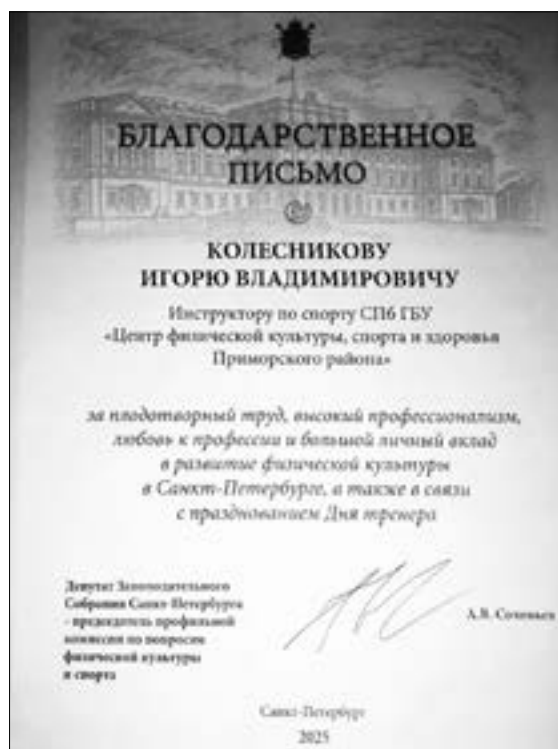 БЛАГОДАРСТВЕННОЕ
ПИСЬМО
КОЛЕСНИКОВУ
ИГОРЮ ВЛАДИМИРОВИЧУ
Инструктору по спорту СПб ГБУ
«Центр физической культуры, спорта и здоровья
Приморского района»
за плодотворный труд, высокий профессионализм,
любовь к профессии и большой личный вклад
в развитие физической культуры
в Санкт-Петербурге, а также в связи
с празднованием Дня тренера
Депутат Законодательного
Собрания Санкт-Петербурга
- председатель профильной
комиссии по вопросам
физической культуры
и спорта
А.В. Соловьев
Санкт-Петербург
2025